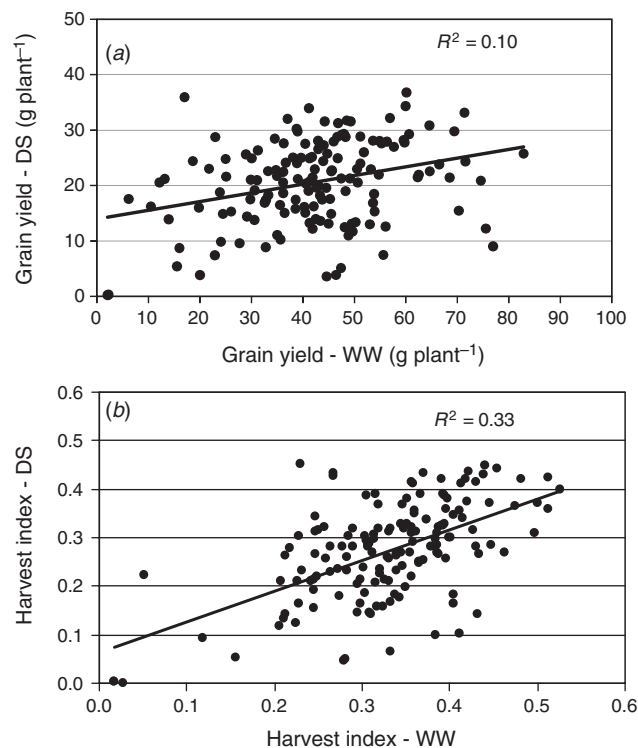 (a)
R² = 0.10
Grain yield - DS (g plant⁻¹)
50
40
30
20
10
0
0 10 20 30 40 50 60 70 80 90 100
Grain yield - WW (g plant⁻¹)
(b)
R² = 0.33
Harvest index - DS
0.6
0.5
0.4
0.3
0.2
0.1
0.0
0.0 0.1 0.2 0.3 0.4 0.5 0.6
Harvest index - WW